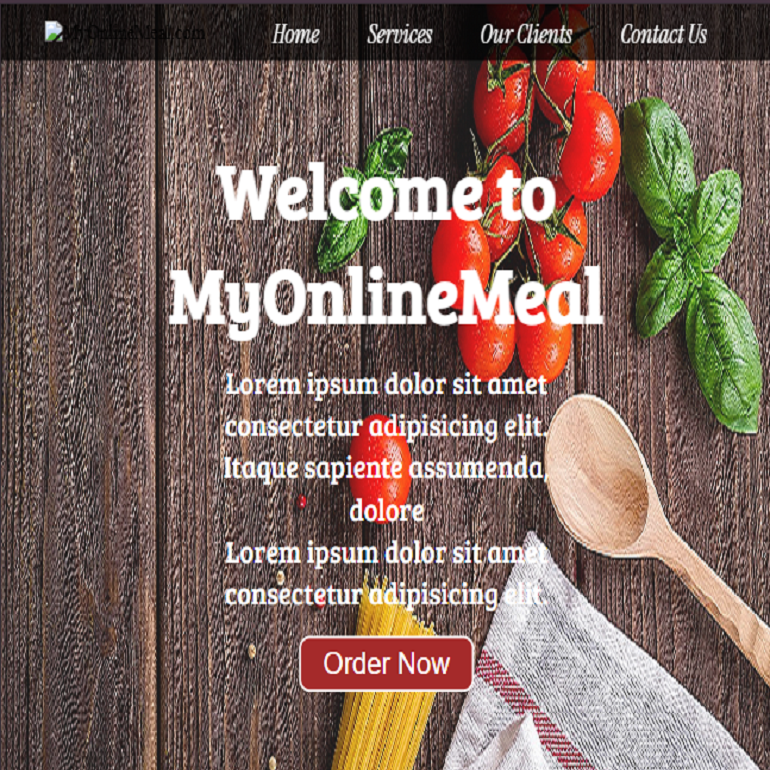 MyOnlineMeal.com
Home Services Our Clients Contact Us
Welcome to
MyOnlineMeal
Lorem ipsum dolor sit amet
consectetur adipisicing elit.
Itaque sapiente assumenda,
dolore
Lorem ipsum dolor sit amet
consectetur adipisicing elit.
Order Now